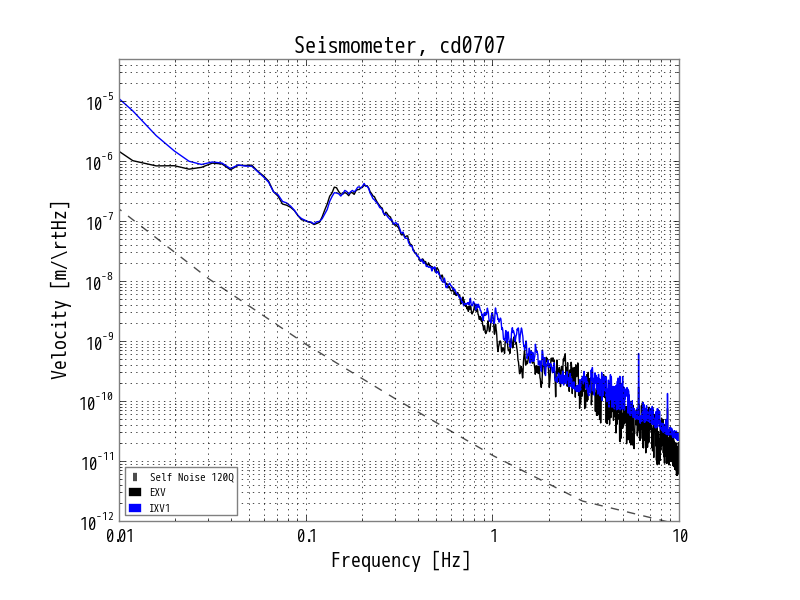 Seismometer, cd0707
Velocity [m/\rtHz]
10^-5
10^-6
10^-7
10^-8
10^-9
10^-10
10^-11
10^-12
Self Noise 120Q
EXV
IXV1
0.01 0.1 1 10
Frequency [Hz]